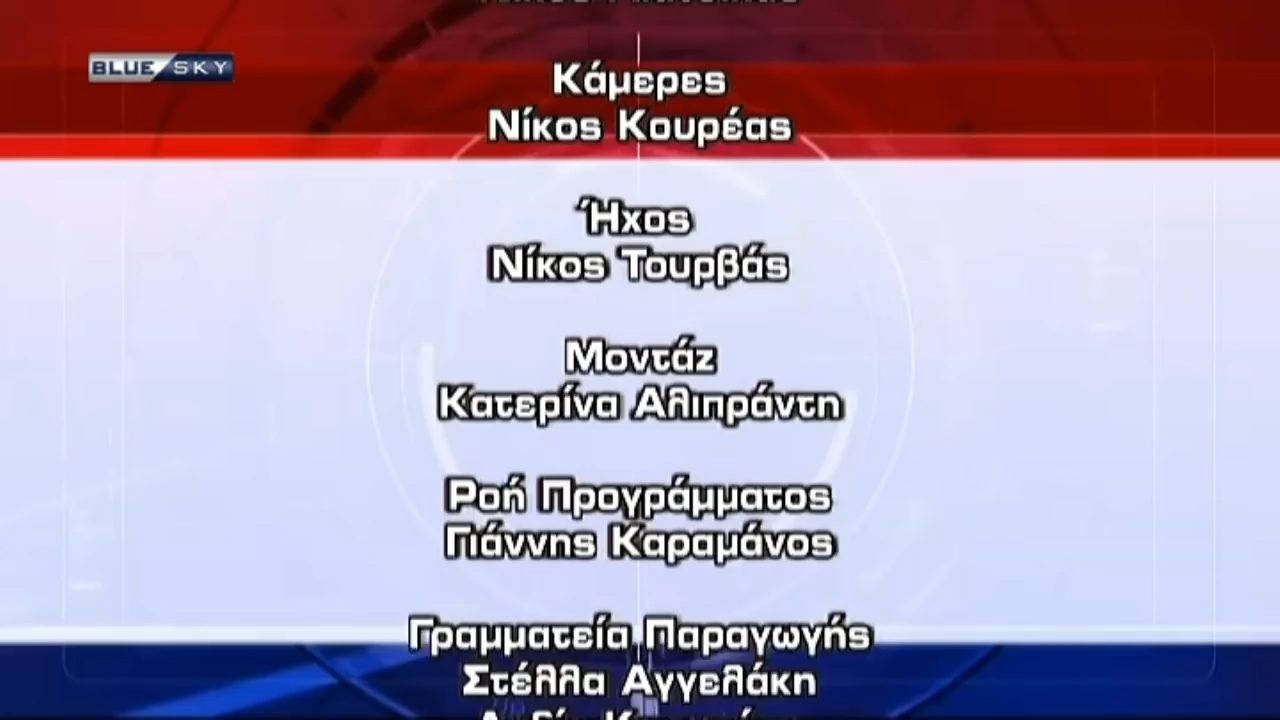 BLUE SKY
Κάμερες
Νίκος Κουρέας
Ήχος
Νίκος Τουρβάς
Μοντάζ
Κατερίνα Αλιπράντη
Ροή Προγράμματος
Γιάννης Καραμάνος
Γραμματεία Παραγωγής
Στέλλα Αγγελάκη